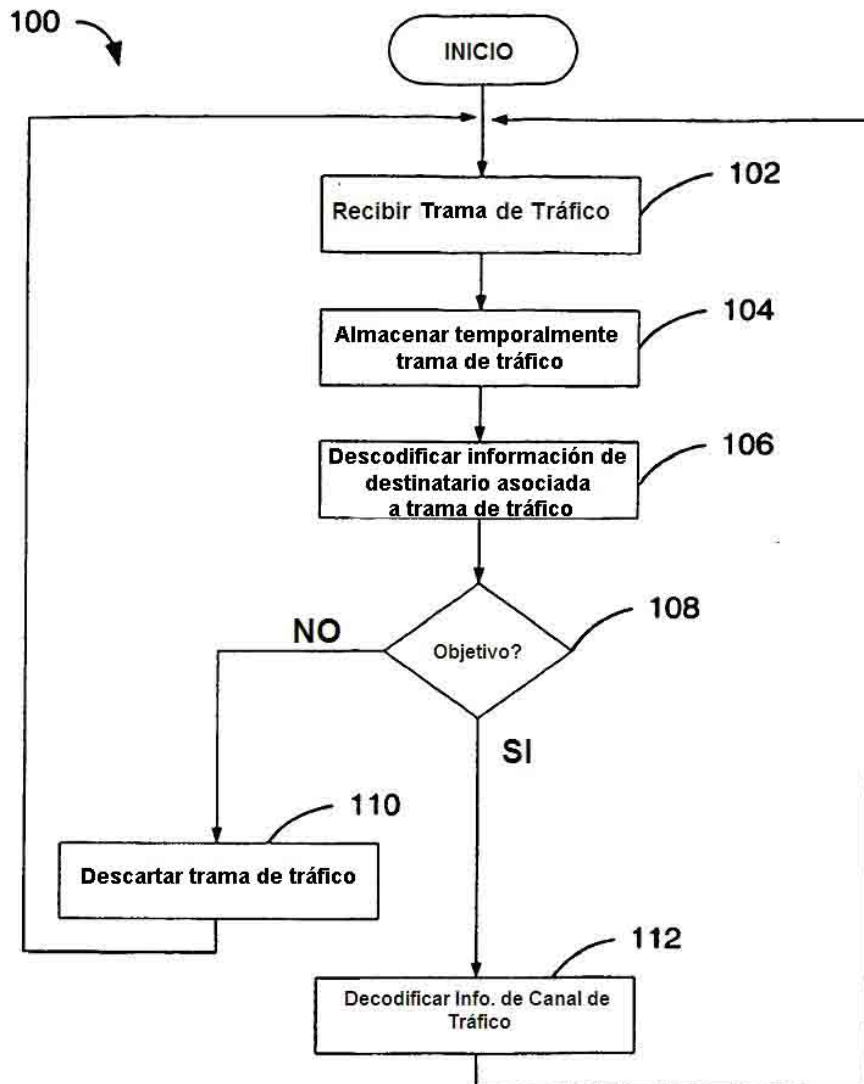 100
INICIO
102
Recibir Trama de Tráfico
104
Almacenar temporalmente
trama de tráfico
106
Descodificar información de
destinatario asociada
a trama de tráfico
108
NO
Objetivo?
SI
110
Descartar trama de tráfico
112
Decodificar Info. de Canal de
Tráfico